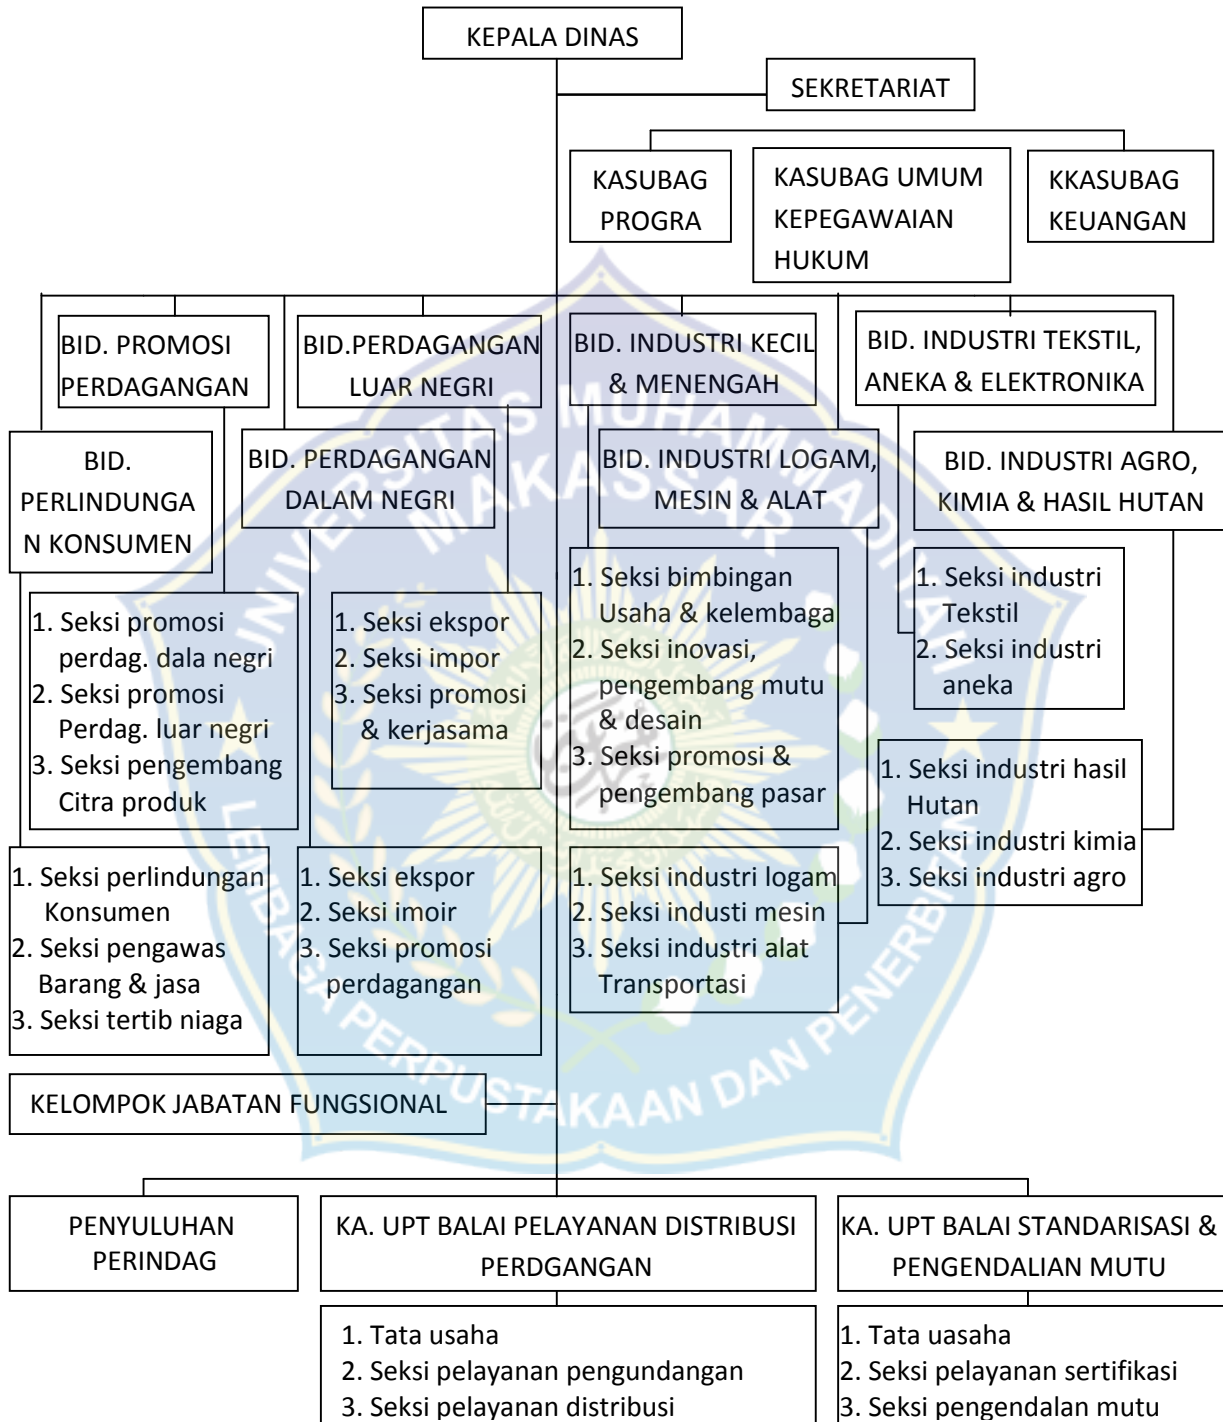 KEPALA DINAS
SEKRETARIAT
KASUBAG
PROGRA
KASUBAG UMUM
KEPEGAWAIAN
HUKUM
KKASUBAG
KEUANGAN
BID. PROMOSI
PERDAGANGAN
BID.PERDAGANGAN
LUAR NEGRI
BID. INDUSTRI KECIL
& MENENGAH
BID. INDUSTRI TEKSTIL,
ANEKA & ELEKTRONIKA
BID.
PERLINDUNGA
N KONSUMEN
BID. PERDAGANGAN
DALAM NEGRI
BID. INDUSTRI LOGAM,
MESIN & ALAT
BID. INDUSTRI AGRO,
KIMIA & HASIL HUTAN
1. Seksi promosi
perdag. dala negri
2. Seksi promosi
Perdag. luar negri
3. Seksi pengembang
Citra produk
1. Seksi ekspor
2. Seksi impor
3. Seksi promosi
& kerjasama
1. Seksi bimbingan
Usaha & kelembaga
2. Seksi inovasi,
pengembang mutu
& desain
3. Seksi promosi &
pengembang pasar
1. Seksi industri
Tekstil
2. Seksi industri
aneka
1. Seksi industri hasil
Hutan
2. Seksi industri kimia
3. Seksi industri agro
1. Seksi perlindungan
Konsumen
2. Seksi pengawas
Barang & jasa
3. Seksi tertib niaga
1. Seksi ekspor
2. Seksi imoir
3. Seksi promosi
perdagangan
1. Seksi industri logam
2. Seksi industi mesin
3. Seksi industri alat
Transportasi
KELOMPOK JABATAN FUNGSIONAL
PENYULUHAN
PERINDAG
KA. UPT BALAI PELAYANAN DISTRIBUSI
PERDGANGAN
KA. UPT BALAI STANDARISASI &
PENGENDALIAN MUTU
1. Tata usaha
2. Seksi pelayanan pengundangan
3. Seksi pelayanan distribusi
1. Tata uasaha
2. Seksi pelayanan sertifikasi
3. Seksi pengendalan mutu
UNIVERSITAS MUHAMMADIYAH
MAKASSAR
LEMBAGA PERPUSTAKAAN DAN PENERBITAN